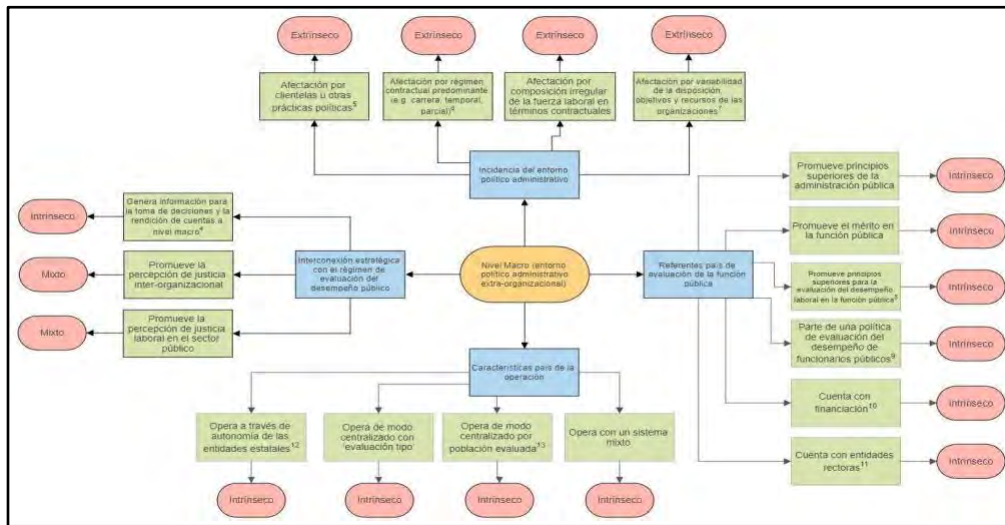 Extrínseco
Extrínseco
Extrínseco
Extrínseco
Afectación por
clientelas u otras
prácticas políticas5
Afectación por régimen
contractual predominante
(e.g. carrera, temporal,
parcial)6
Afectación por
composición irregular
de la fuerza laboral en
términos contractuales
Afectación por variabilidad
de la disposición,
objetivos y recursos de las
organizaciones7
Incidencia del entorno
político administrativo
Promueve principios
superiores de la
administración pública
Intrínseco
Genera información para
la toma de decisiones y la
rendición de cuentas a
nivel macro4
Intrínseco
Promueve el mérito en
la función pública
Intrínseco
Mixto
Promueve la
percepción de justicia
inter-organizacional
Interconexión estratégica
con el régimen de
evaluación del
desempeño público
Nivel Macro (entorno
político administrativo
extra-organizacional)
Referentes país de
evaluación de la función
pública
Promueve principios
superiores para la
evaluación del desempeño
laboral en la función pública
Intrínseco
Mixto
Promueve la
percepción de justicia
laboral en el sector
público
Parte de una política
de evaluación del
desempeño de
funcionarios públicos9
Intrínseco
Características país de la
operación
Cuenta con
financiación10
Intrínseco
Opera a través de
autonomía de las
entidades estatales12
Opera de modo
centralizado con
'evaluación tipo'
Opera de modo
centralizado por
población evaluada13
Opera con un sistema
mixto
Cuenta con entidades
rectoras11
Intrínseco
Intrínseco
Intrínseco
Intrínseco
Intrínseco